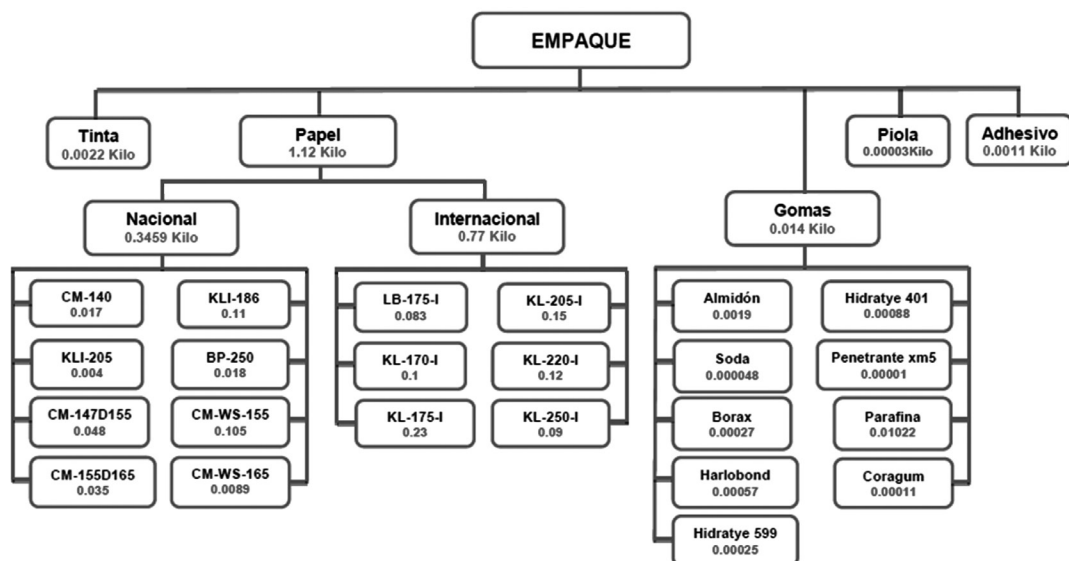 EMPAQUE
Tinta
0.0022 Kilo
Papel
1.12 Kilo
Piola
0.00003Kilo
Adhesivo
0.0011 Kilo
Nacional
0.3459 Kilo
Internacional
0.77 Kilo
Gomas
0.014 Kilo
CM-140
0.017
KLI-186
0.11
KLI-205
0.004
BP-250
0.018
CM-147D155
0.048
CM-WS-155
0.105
CM-155D165
0.035
CM-WS-165
0.0089
LB-175-I
0.083
KL-205-I
0.15
KL-170-I
0.1
KL-220-I
0.12
KL-175-I
0.23
KL-250-I
0.09
Almidón
0.0019
Hidratye 401
0.00088
Soda
0.000048
Penetrante xm5
0.00001
Borax
0.00027
Parafina
0.01022
Harlobond
0.00057
Coragum
0.00011
Hidratye 599
0.00025